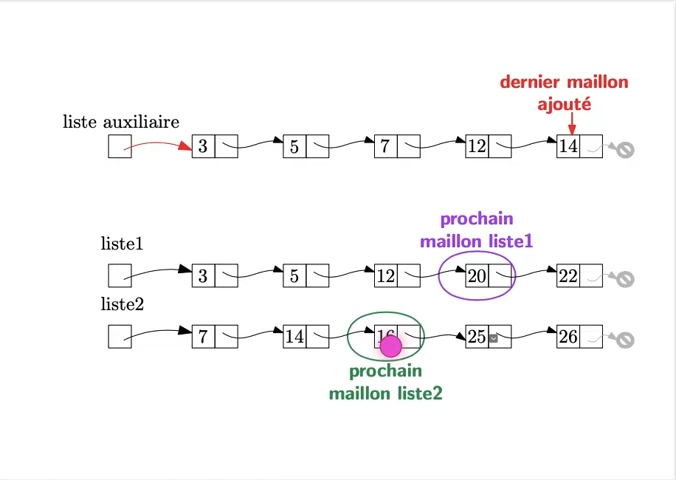 dernier maillon
ajouté
liste auxiliaire
3 5 7 12 14
prochain
maillon liste1
liste1
3 5 12 20 22
liste2
7 14 16 25 26
prochain
maillon liste2